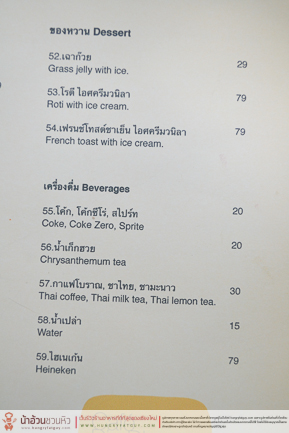 ของหวาน Dessert
52.เฉาก๊วย
Grass jelly with ice. 29
53.โรตี ไอศครีมวนิลา
Roti with ice cream. 79
54.เฟรนช์โทสต์ชาเย็น ไอศครีมวนิลา 79
French toast with ice cream.
เครื่องดื่ม Beverages
55.โค้ก, โค้กซีโร่, สไปร์ท 20
Coke, Coke Zero, Sprite
56.น้ำเก็กฮวย 20
Chrysanthemum tea
57.กาแฟโบราณ, ชาไทย, ชามะนาว
Thai coffee, Thai milk tea, Thai lemon tea. 30
58.น้ำเปล่า
Water 15
59.ไฮเนเก้น
Heineken 79
น้าอ้วนชวนหิว
www.hungryfatguy.com